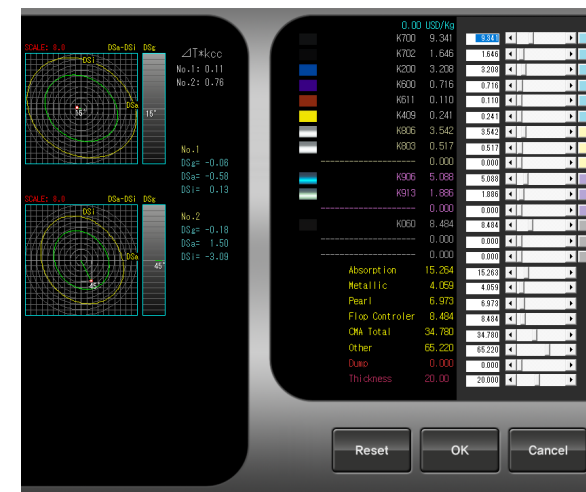 SCALE: 8.0 DSa-DSi DSg
DSi
DSa
15°
15°
⊿T*kcc
No.1: 0.11
No.2: 0.76
No.1
DSg= -0.06
DSa= -0.58
DSi= 0.13
SCALE: 8.0 DSa-DSi DSg
DSi
DSa
45°
45°
No.2
DSg= -0.18
DSa= 1.50
DSi= -3.09
0.00 USD/Kg
K700 9.341 9.341
K702 1.646 1.646
K200 3.208 3.208
K600 0.716 0.716
K611 0.110 0.110
K409 0.241 0.241
K806 3.542 3.542
K803 0.517 0.517
---------------- 0.000 0.000
K906 5.088 5.088
K913 1.886 1.886
---------------- 0.000 0.000
K060 8.484 8.484
---------------- 0.000 0.000
---------------- 0.000 0.000
Absorption 15.264 15.263
Metallic 4.059 4.059
Pearl 6.973 6.973
Flop Controler 8.484 8.484
CMA Total 34.780 34.780
Other 65.220 65.220
Dump 0.000 0.000
Thickness 20.00 20.000
Reset OK Cancel